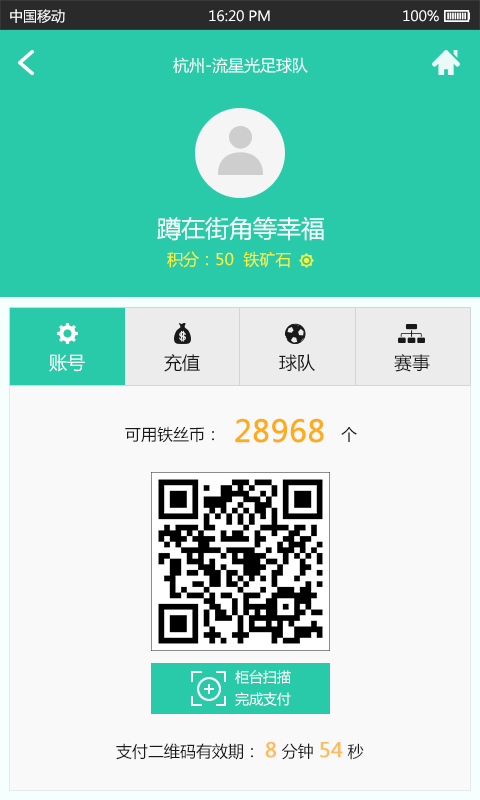 中国移动 16:20 PM 100%
杭州-流星光足球队
蹲在街角等幸福
积分：50 铁矿石
账号 充值 球队 赛事
可用铁丝币： 28968 个
柜台扫描
完成支付
支付二维码有效期： 8 分钟 54 秒